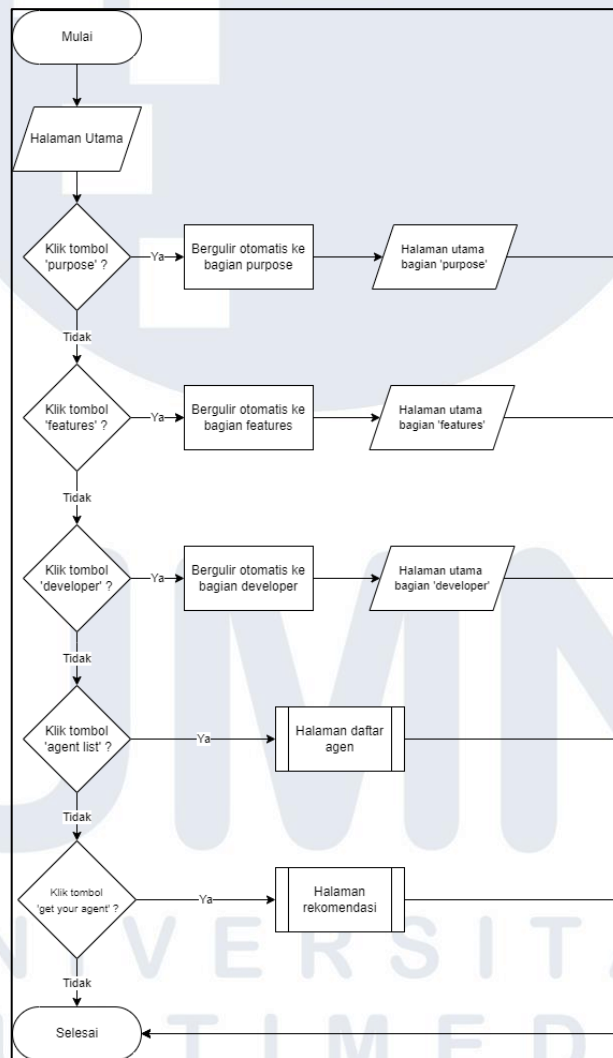 Mulai
Halaman Utama
Klik tombol
'purpose' ?
Ya
Bergulir otomatis ke
bagian purpose
Halaman utama
bagian 'purpose'
Tidak
Klik tombol
'features' ?
Ya
Bergulir otomatis ke
bagian features
Halaman utama
bagian 'features'
Tidak
Klik tombol
'developer' ?
Ya
Bergulir otomatis ke
bagian developer
Halaman utama
bagian 'developer'
Tidak
Klik tombol
'agent list' ?
Ya
Halaman daftar
agen
Tidak
Klik tombol
'get your agent' ?
Ya
Halaman
rekomendasi
Tidak
Selesai
UMN
NIVERSITA
TIMED